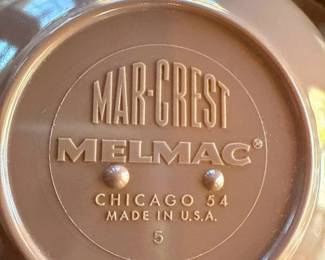 MAR-CREST
MELMAC®
CHICAGO 54
MADE IN U.S.A.
5